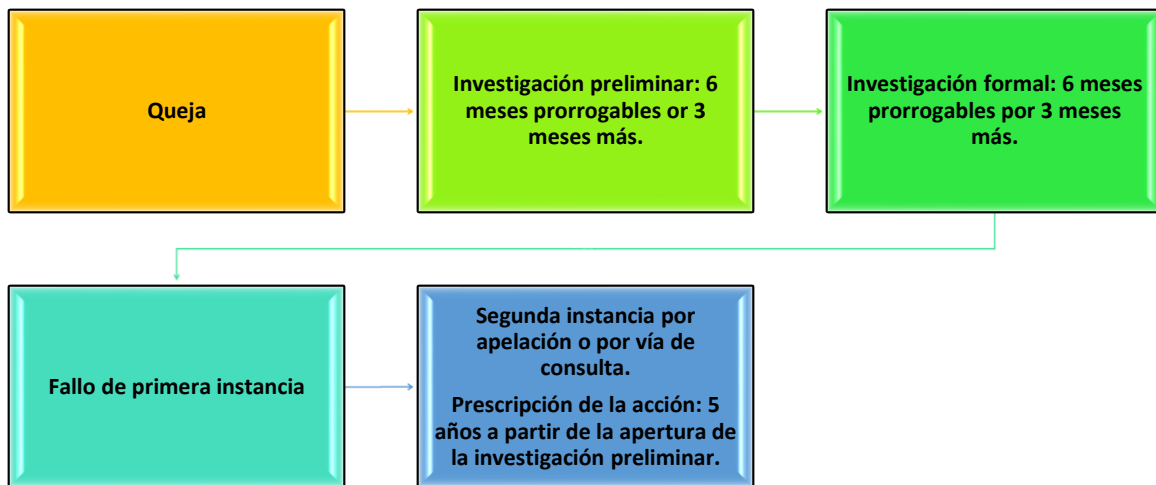 Queja
Investigación preliminar: 6
meses prorrogables or 3
meses más.
Investigación formal: 6 meses
prorrogables por 3 meses
más.
Fallo de primera instancia
Segunda instancia por
apelación o por vía de
consulta.
Prescripción de la acción: 5
años a partir de la apertura de
la investigación preliminar.